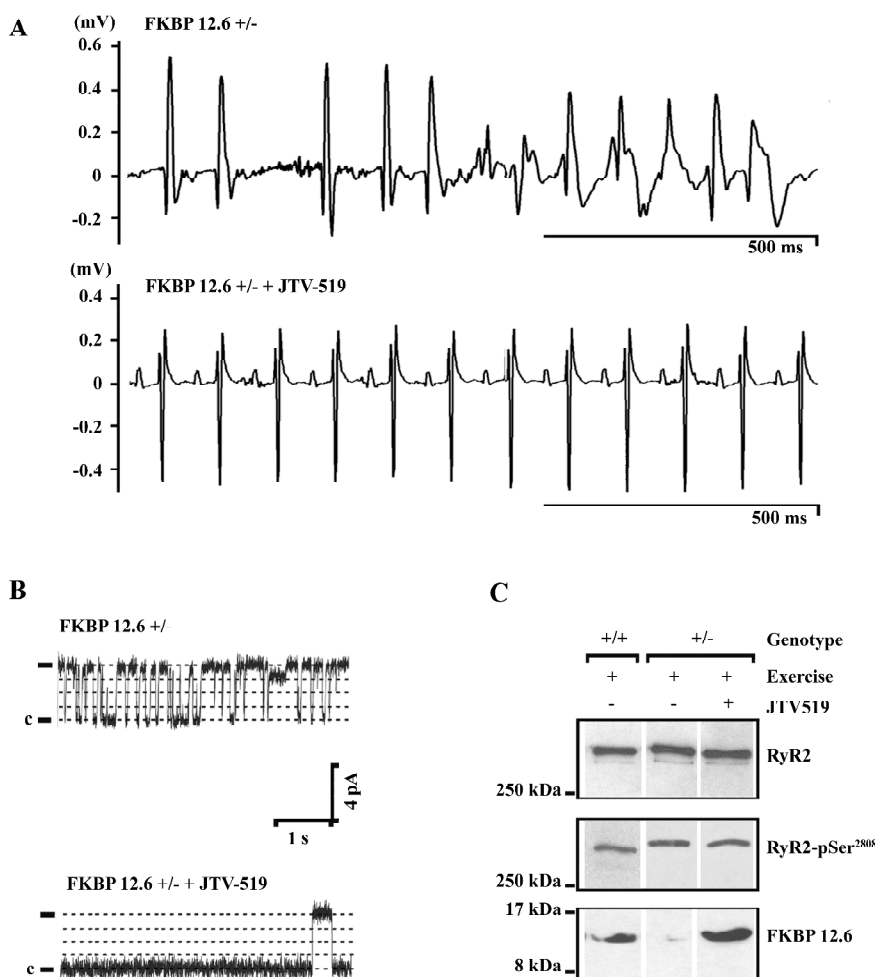 A
(mV)
FKBP 12.6 +/-
0.6
0.4
0.2
0
-0.2
500 ms
(mV)
FKBP 12.6 +/- + JTV-519
0.4
0.2
0
-0.2
-0.4
500 ms
B
FKBP 12.6 +/
c
4 pA
1 s
FKBP 12.6 +/- + JTV-519
c
C
+/+ +/- Genotype
+ + + Exercise
- - + JTV519
RyR2
250 kDa
RyR2-pSer2808
250 kDa
17 kDa
FKBP 12.6
8 kDa